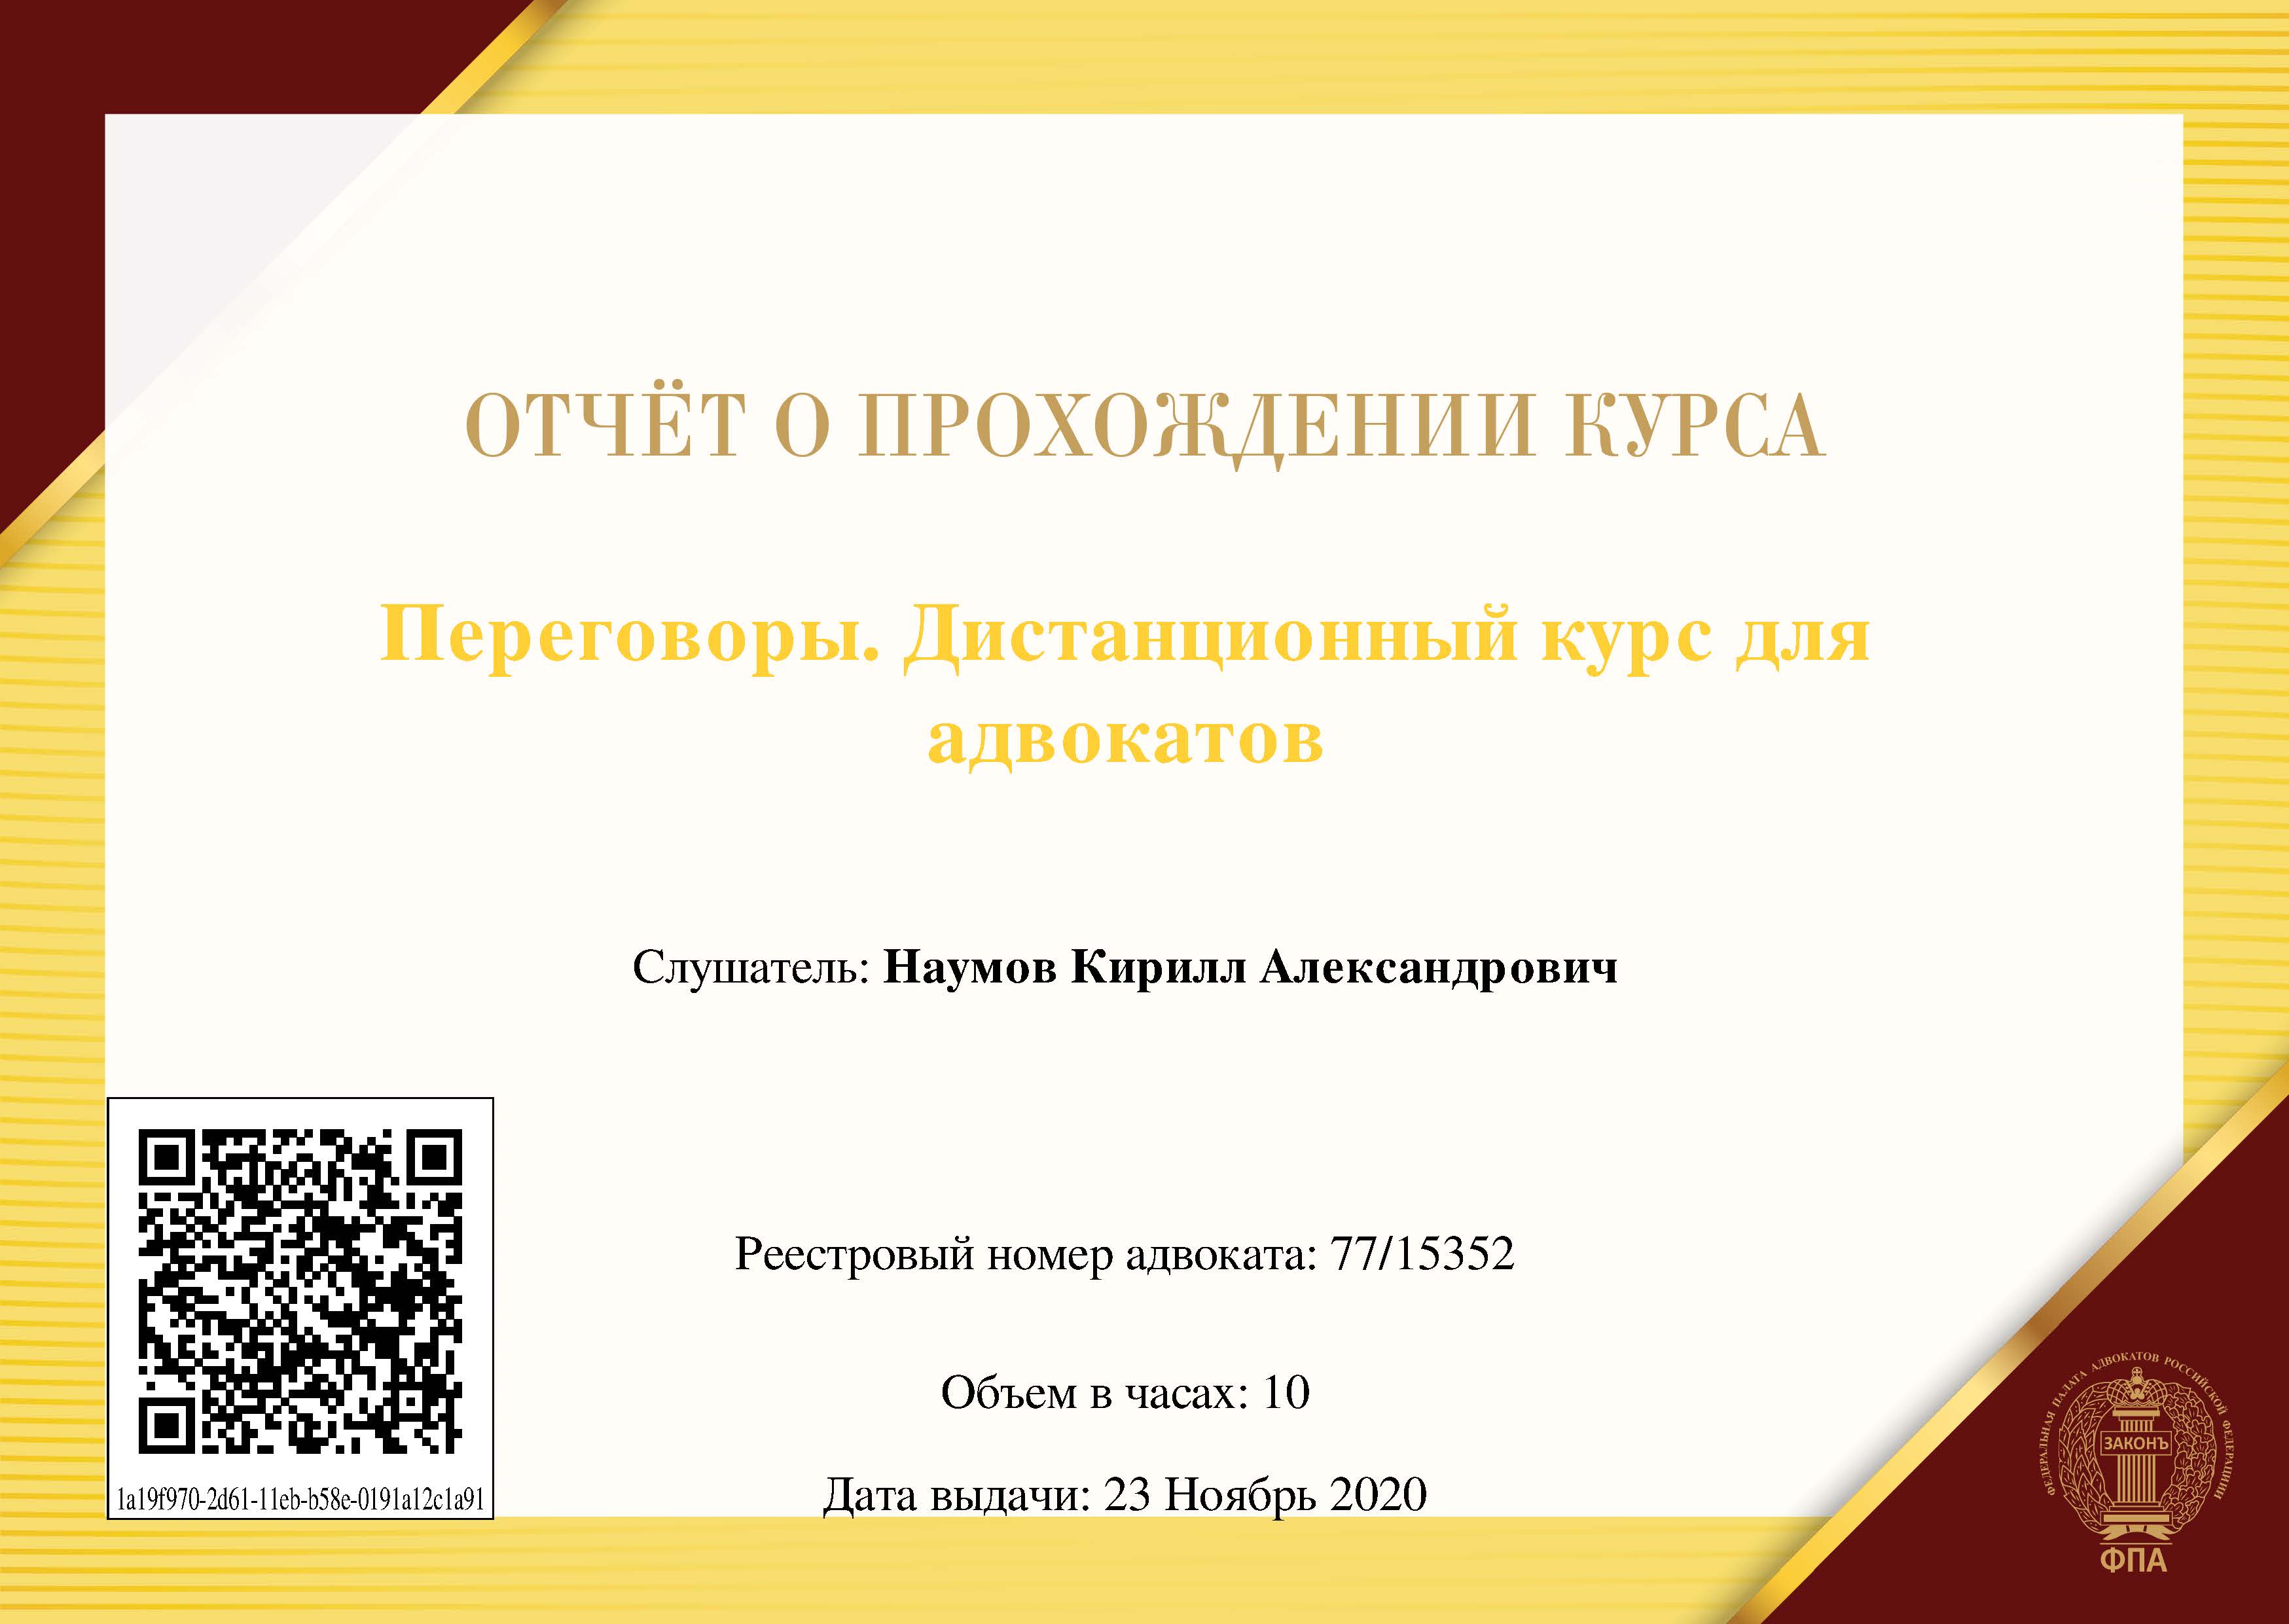 ОТЧЁТ О ПРОХОЖДЕНИИ КУРСА
Переговоры. Дистанционный курс для
адвокатов
Слушатель: Наумов Кирилл Александрович
Реестровый номер адвоката: 77/15352
Объем в часах: 10
Дата выдачи: 23 Ноябрь 2020
1a19f970-2d61-11eb-b58e-0191a12c1a91
ФЕДЕРАЛЬНАЯ ПАЛАТА АДВОКАТОВ РОССИЙСКОЙ ФЕДЕРАЦИИ
ЗАКОНЪ
ФПА